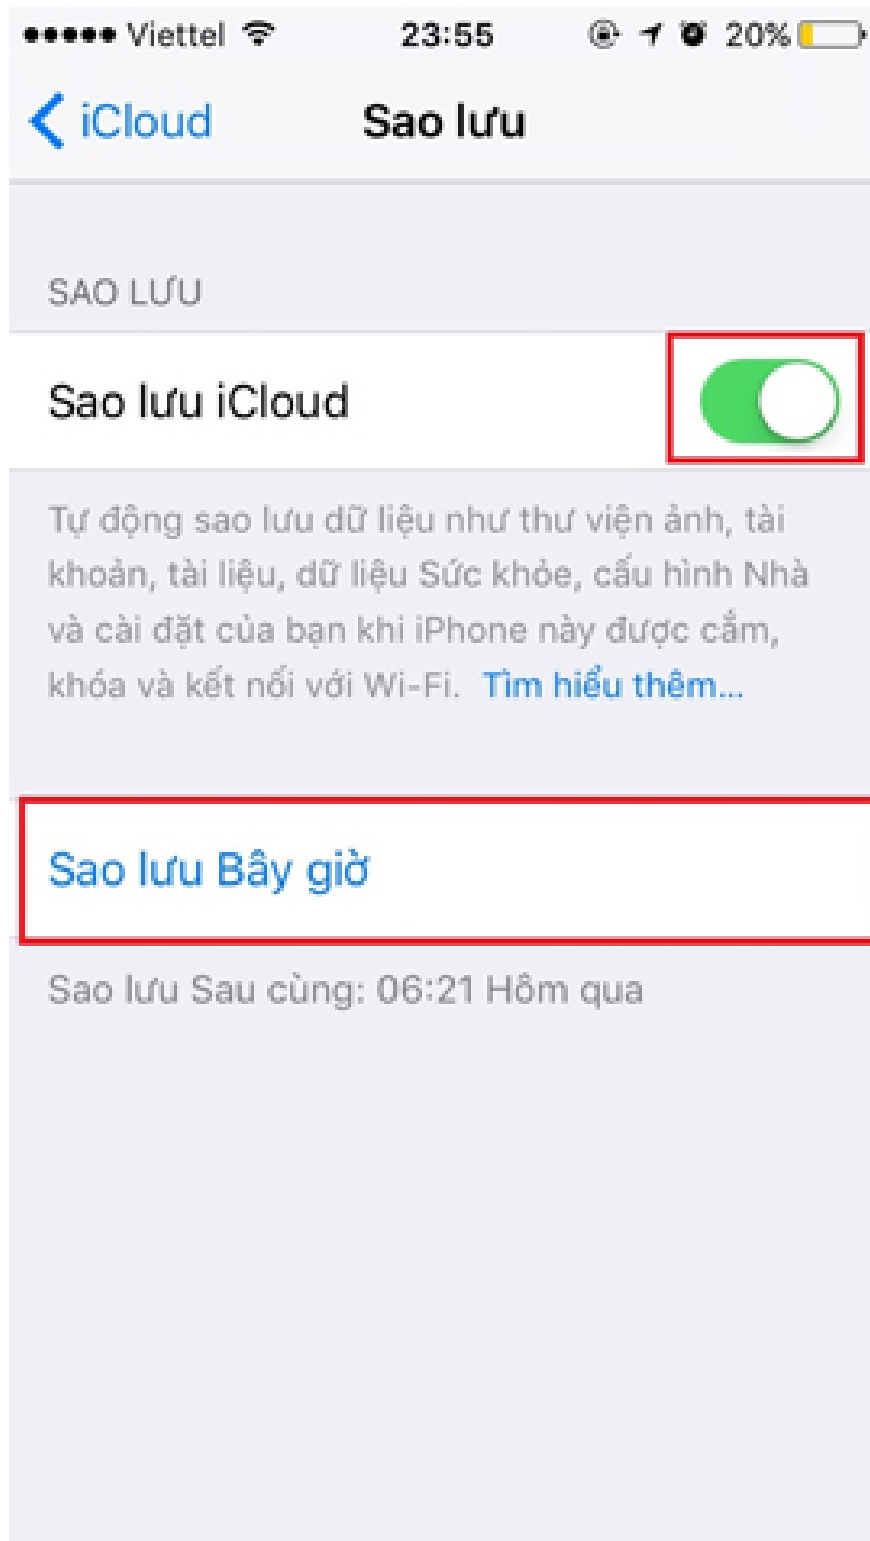 Viettel 23:55 20%
iCloud Sao lưu
SAO LƯU
Sao lưu iCloud
Tự động sao lưu dữ liệu như thư viện ảnh, tài
khoản, tài liệu, dữ liệu Sức khỏe, cấu hình Nhà
và cài đặt của bạn khi iPhone này được cắm,
khóa và kết nối với Wi-Fi. Tìm hiểu thêm...
Sao lưu Bây giờ
Sao lưu Sau cùng: 06:21 Hôm qua